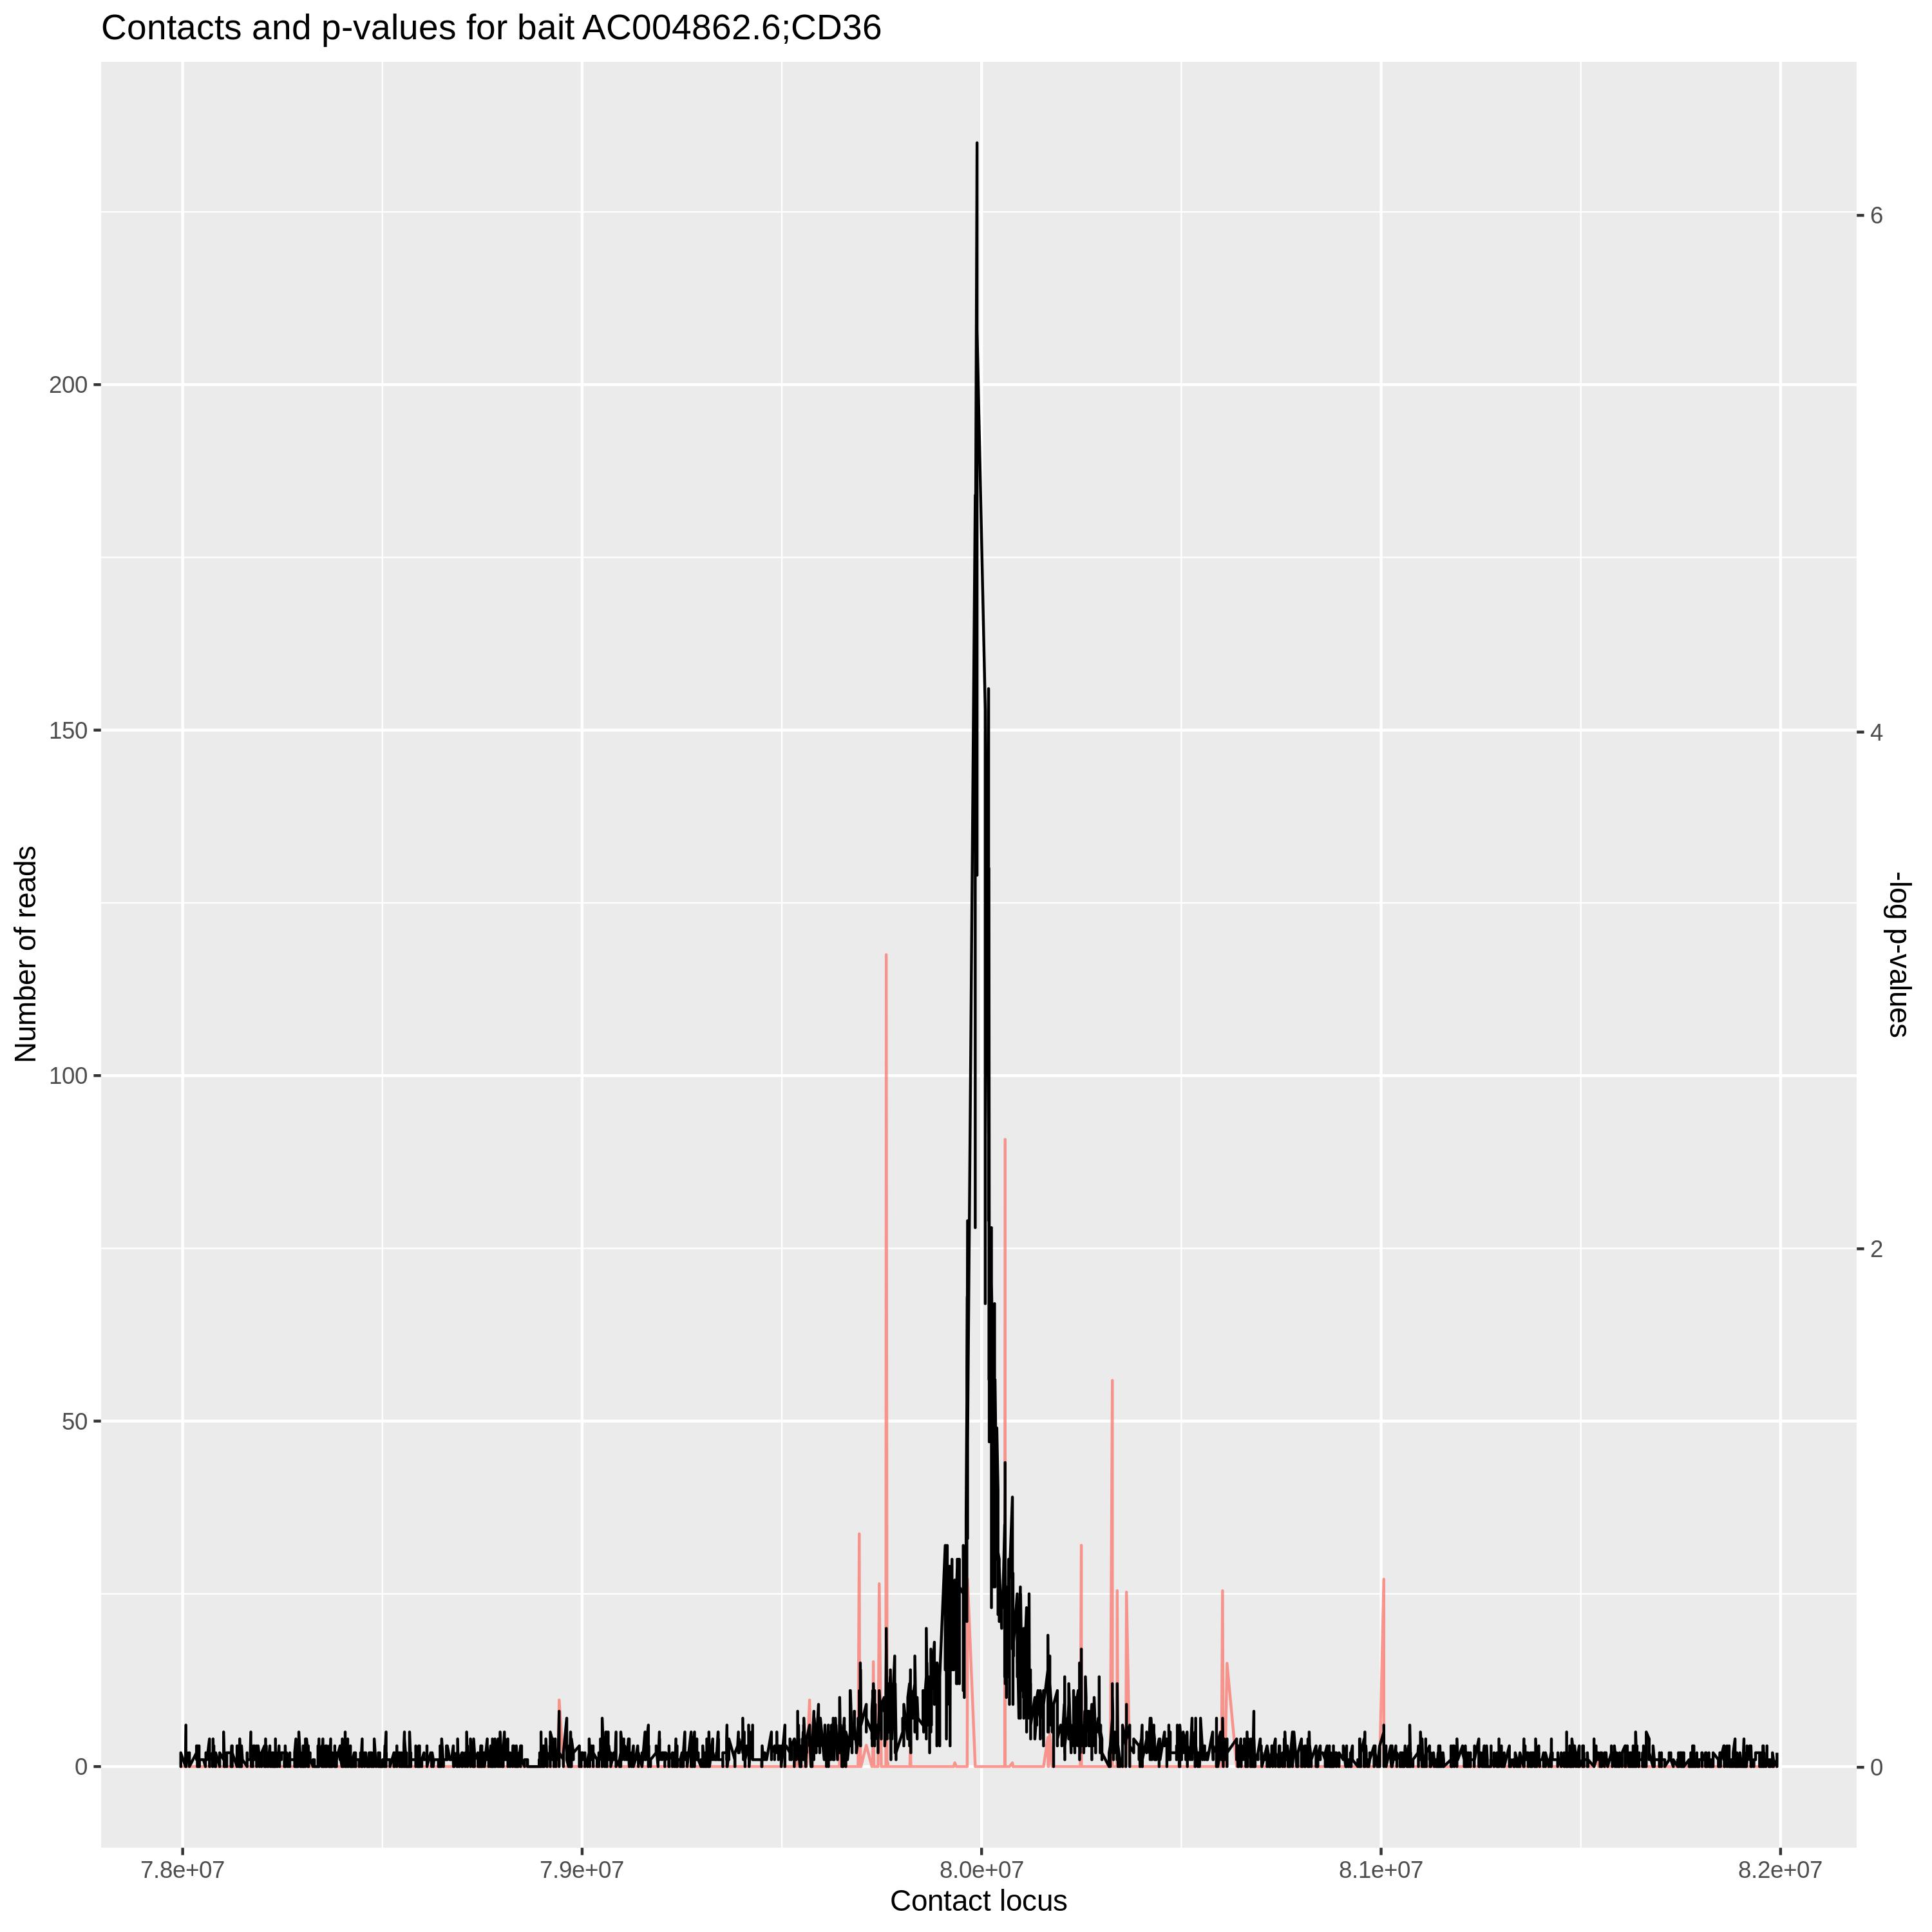 Contacts and p-values for bait AC004862.6;CD36
200
150
100
50
0
6
4
2
0
Number of reads
-log p-values
7.8e+07 7.9e+07 8.0e+07 8.1e+07 8.2e+07
Contact locus